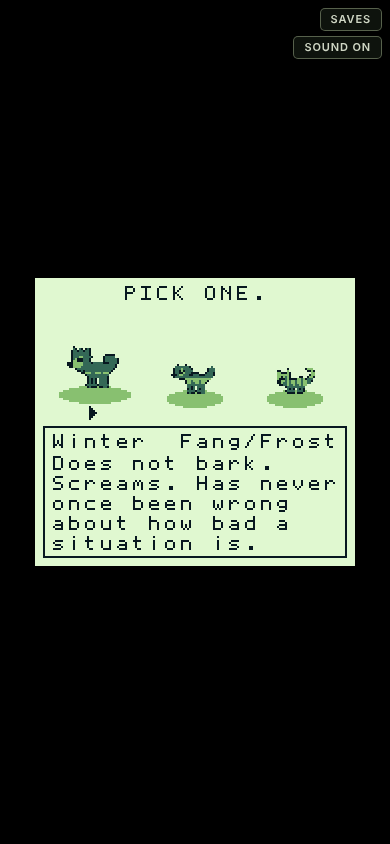 SAVES
SOUND ON
PICK ONE.
Winter  Fang/Frost
Does not bark.
Screams. Has never
once been wrong
about how bad a
situation is.